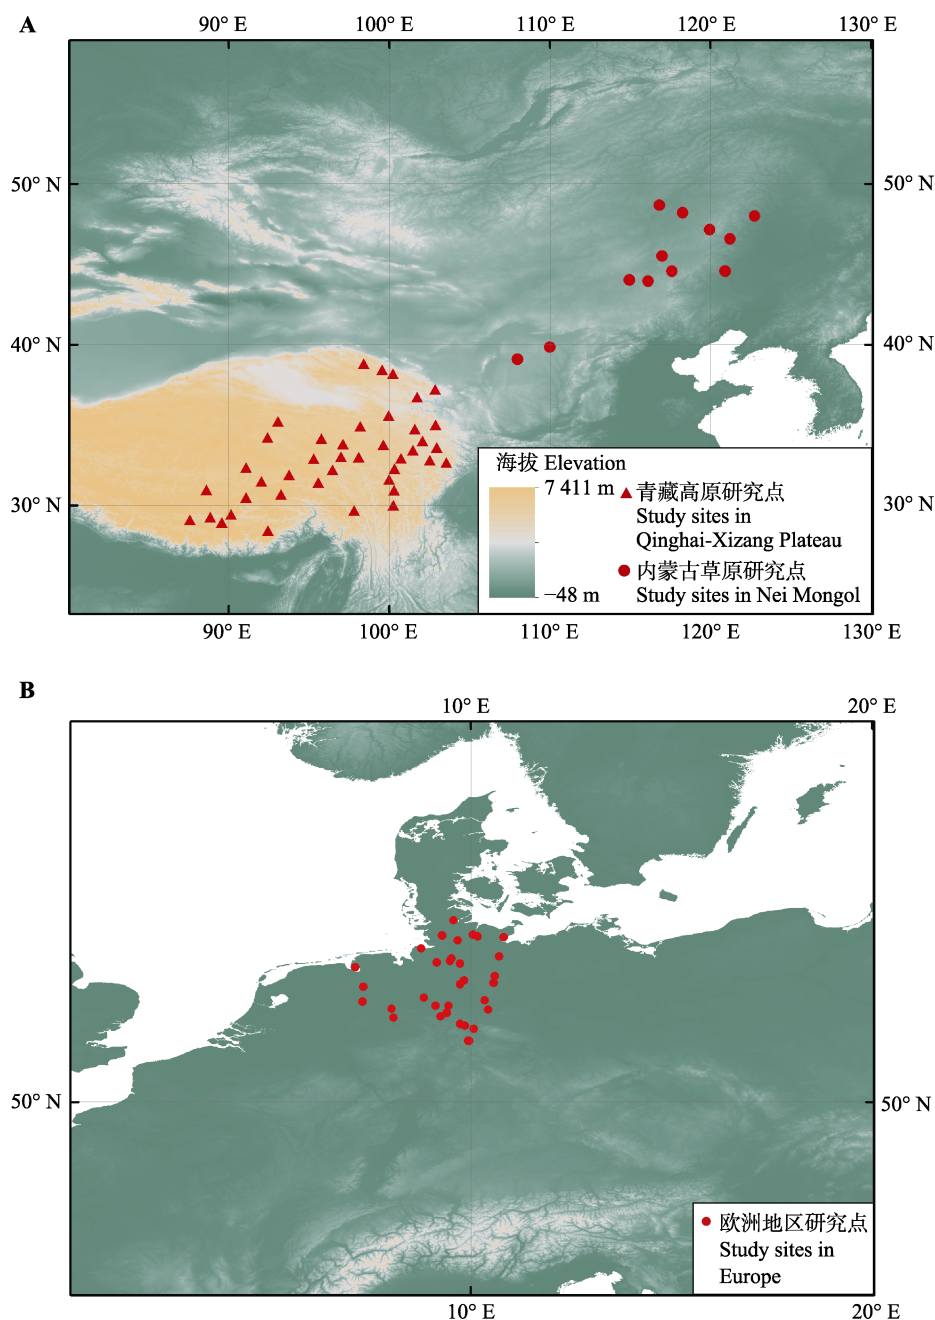 A
90° E 100° E 110° E 120° E 130° E
50° N 50° N
40° N 40° N
30° N 30° N
海拔 Elevation
7 411 m
−48 m
青藏高原研究点
Study sites in
Qinghai-Xizang Plateau
内蒙古草原研究点
Study sites in Nei Mongol
90° E 100° E 110° E 120° E 130° E
B
10° E 20° E
50° N 50° N
欧洲地区研究点
Study sites in
Europe
10° E 20° E